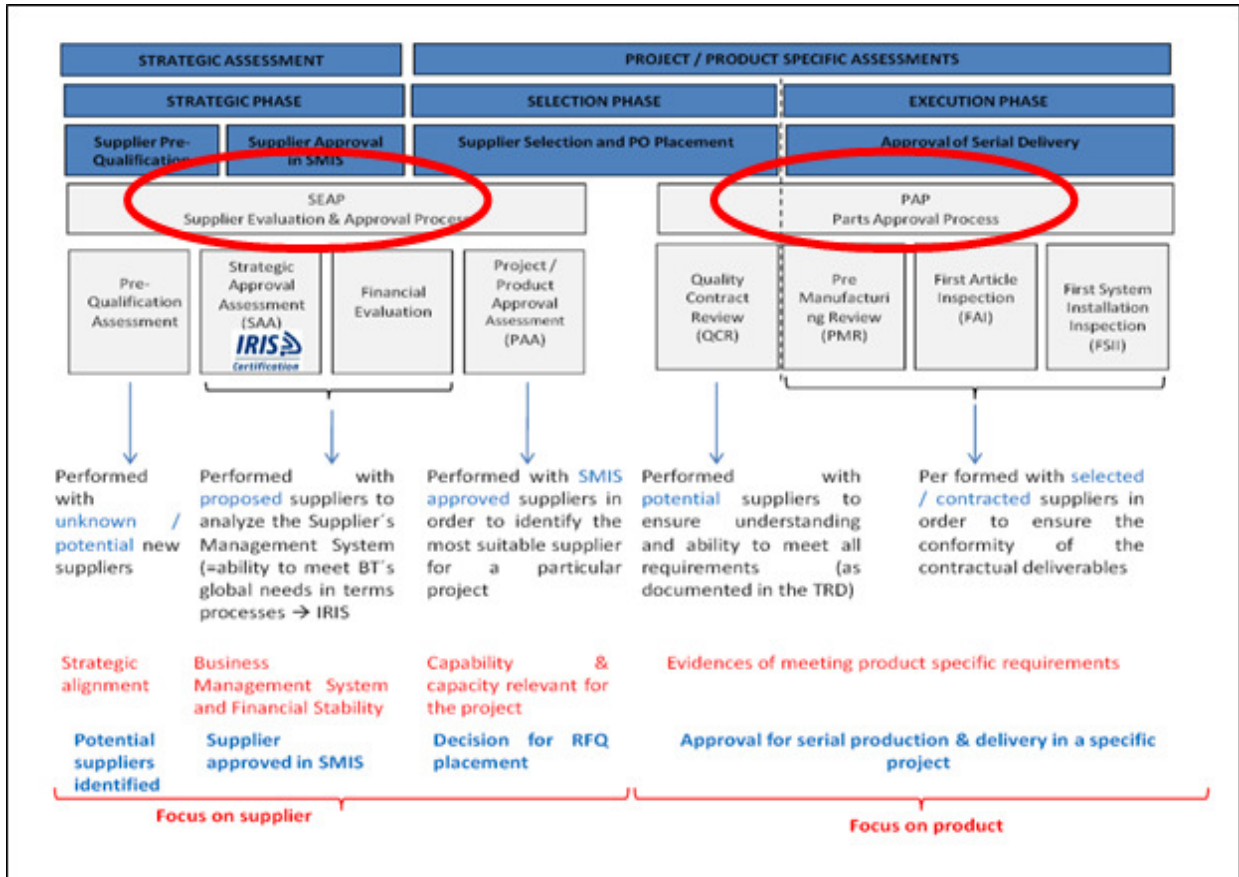 STRATEGIC ASSESSMENT
PROJECT / PRODUCT SPECIFIC ASSESSMENTS
STRATEGIC PHASE
SELECTION PHASE
EXECUTION PHASE
Supplier Pre-
Qualification
Supplier Approval
in SMIS
Supplier Selection and PO Placement
Approval of Serial Delivery
SEAP
Supplier Evaluation & Approval Process
PAP
Parts Approval Process
Pre-
Qualification
Assessment
Strategic
Approval
Assessment
(SAA)
IRIS
Certification
Financial
Evaluation
Project /
Product
Approval
Assessment
(PAA)
Quality
Contract
Review
(QCR)
Pre
Manufacturi
ng Review
(PMR)
First Article
Inspection
(FAI)
First System
Installation
Inspection
(FSII)
Performed
with
unknown /
potential new
suppliers
Performed with
proposed suppliers to
analyze the Supplier´s
Management System
(=ability to meet BT´s
global needs in terms
processes → IRIS
Performed with SMIS
approved suppliers in
order to identify the
most suitable supplier
for a particular
project
Performed with
potential suppliers to
ensure understanding
and ability to meet all
requirements (as
documented in the TRD)
Per formed with selected
/ contracted suppliers in
order to ensure the
conformity of the
contractual deliverables
Strategic
alignment
Business
Management System
and Financial Stability
Capability &
capacity relevant for
the project
Evidences of meeting product specific requirements
Potential
suppliers
identified
Supplier
approved in SMIS
Decision for RFQ
placement
Approval for serial production & delivery in a specific
project
Focus on supplier
Focus on product